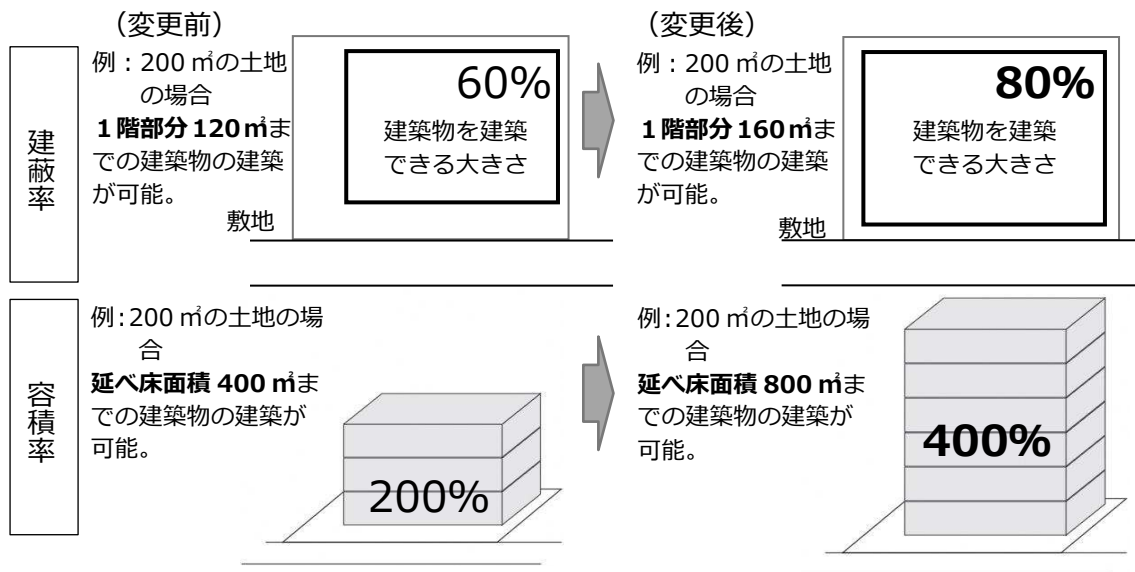 （変更前）
（変更後）
建蔽率
例：200 ㎡の土地
の場合
１階部分 120 ㎡ま
での建築物の建築
が可能。
60%
建築物を建築
できる大きさ
敷地
例：200 ㎡の土地
の場合
１階部分 160 ㎡ま
での建築物の建築
が可能。
80%
建築物を建築
できる大きさ
敷地
容積率
例：200 ㎡の土地の場
合
延べ床面積 400 ㎡ま
での建築物の建築が
可能。
200%
例：200 ㎡の土地の場
合
延べ床面積 800 ㎡ま
での建築物の建築が
可能。
400%